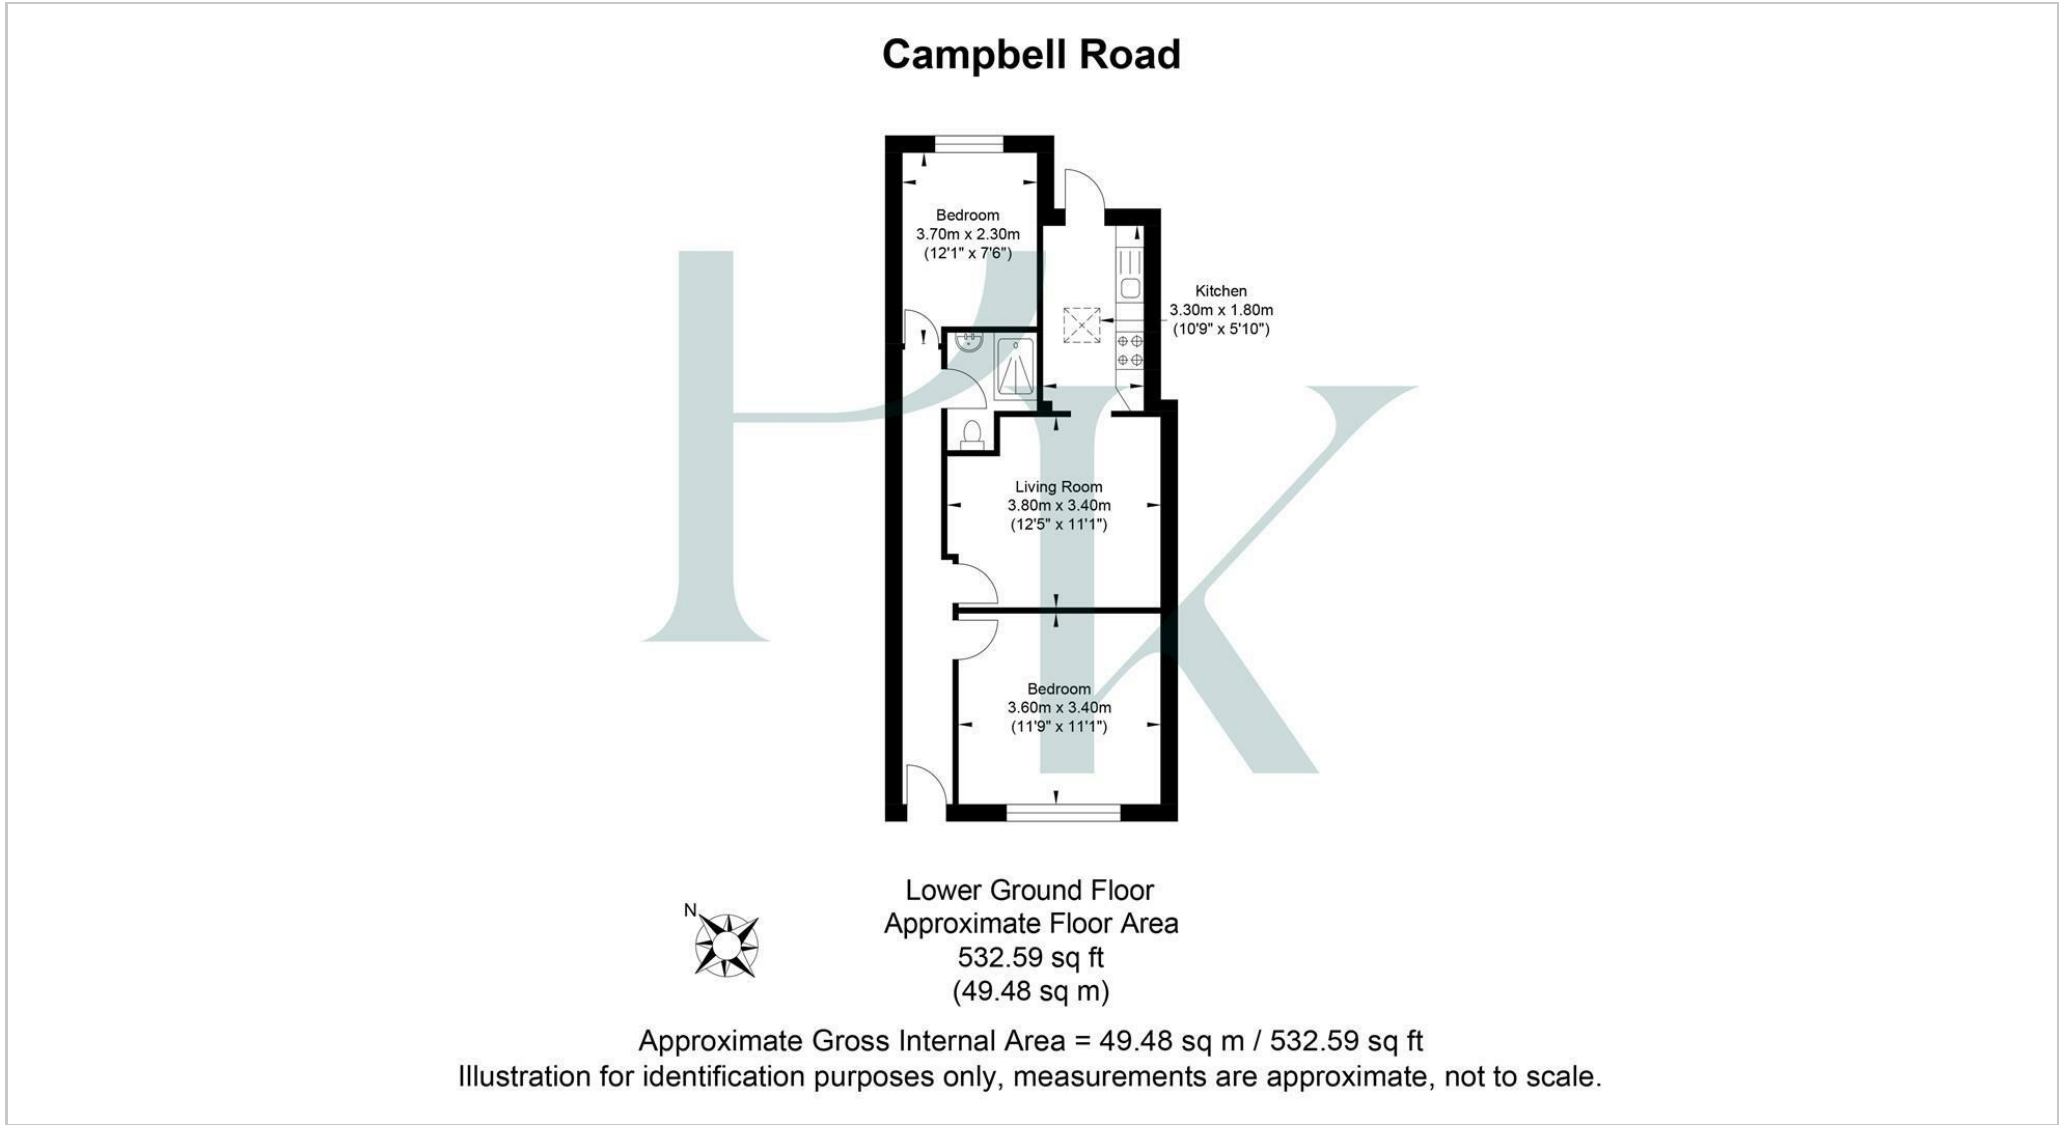 Campbell Road
Bedroom
3.70m x 2.30m
(12'1" x 7'6")
Kitchen
3.30m x 1.80m
(10'9" x 5'10")
Living Room
3.80m x 3.40m
(12'5" x 11'1")
Bedroom
3.60m x 3.40m
(11'9" x 11'1")
N
Lower Ground Floor
Approximate Floor Area
532.59 sq ft
(49.48 sq m)
Approximate Gross Internal Area = 49.48 sq m / 532.59 sq ft
Illustration for identification purposes only, measurements are approximate, not to scale.